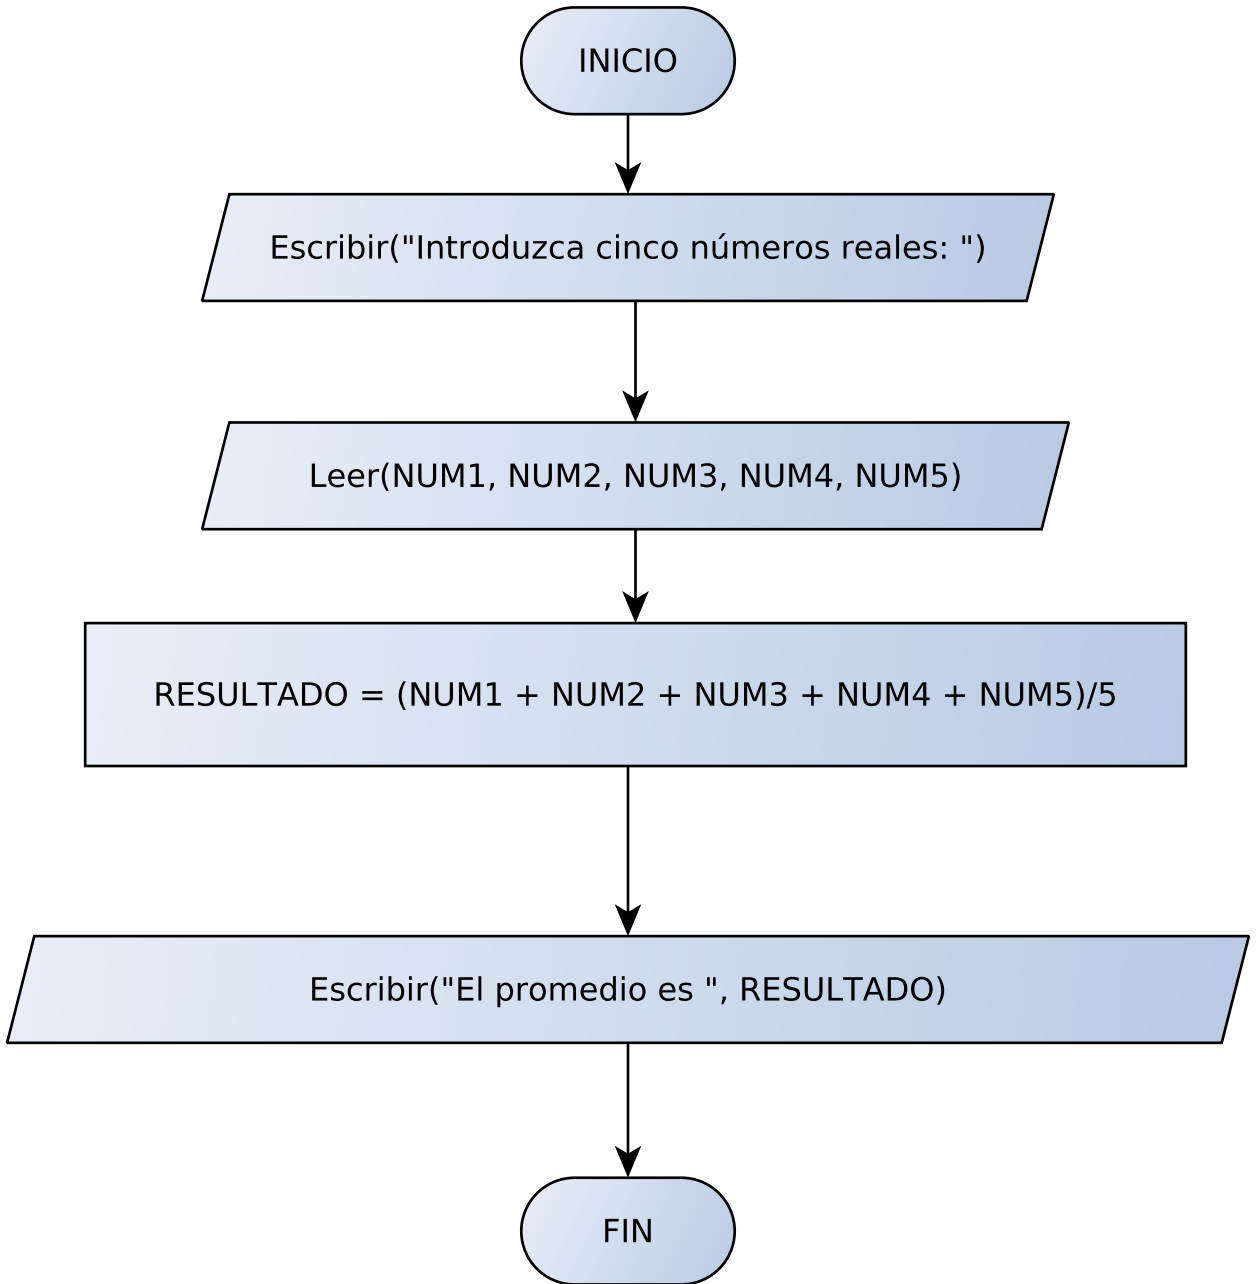 INICIO
Escribir("Introduzca cinco números reales: ")
Leer(NUM1, NUM2, NUM3, NUM4, NUM5)
RESULTADO = (NUM1 + NUM2 + NUM3 + NUM4 + NUM5)/5
Escribir("El promedio es ", RESULTADO)
FIN